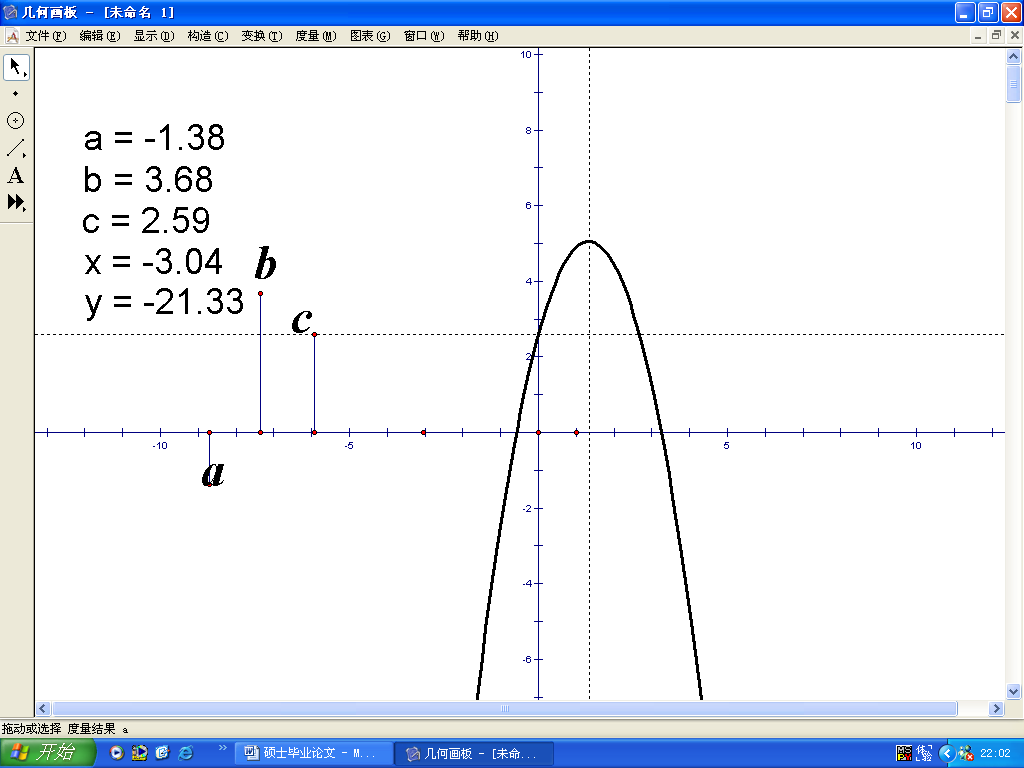 几何画板 - [未命名 1]
文件(F) 编辑(E) 显示(D) 构造(C) 变换(T) 度量(M) 图表(G) 窗口(W) 帮助(H)
A
a = -1.38
b = 3.68
c = 2.59
x = -3.04
y = -21.33
b
c
a
10
8
6
4
2
-2
-4
-6
-10 -5 5 10
拖动或选择 度量结果 a
开始 硕士毕业论文 - M... 几何画板 - [未命... 22:02